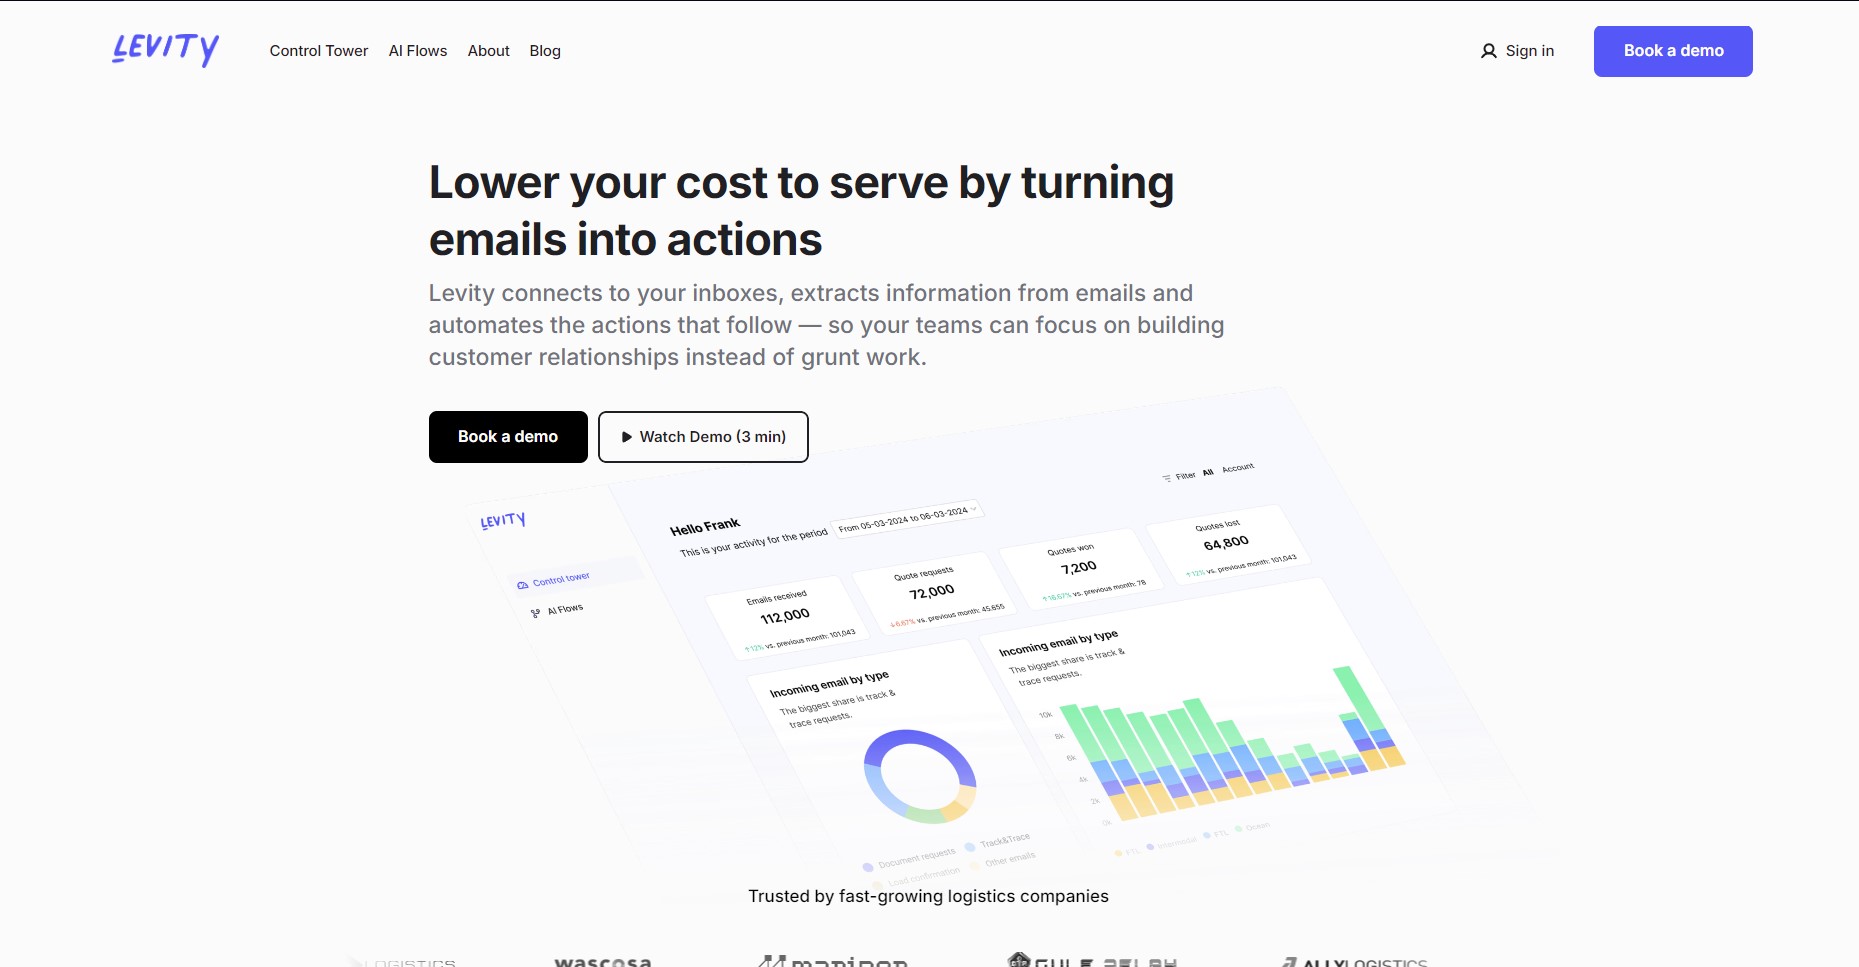 LEVITY
Control Tower
AI Flows
About
Blog
Sign in
Book a demo
Lower your cost to serve by turning
emails into actions
Levity connects to your inboxes, extracts information from emails and
automates the actions that follow — so your teams can focus on building
customer relationships instead of grunt work.
Book a demo
Watch Demo (3 min)
LEVITY
Control tower
AI Flows
Filter All Account
Hello Frank
This is your activity for the period From 05-03-2024 to 06-03-2024
Emails received
112,000
↑12% vs. previous month: 101,043
Quote requests
72,000
↓6.67% vs. previous month: 45,655
Quotes won
7,200
↑16.67% vs. previous month: 78
Quotes lost
64,800
↑12% vs. previous month: 101,043
Incoming email by type
The biggest share is track &
trace requests.
Document requests
Track&Trace
Load confirmation
Other emails
Incoming email by type
The biggest share is track &
trace requests.
10k
8k
6k
4k
2k
0k
FTL
Intermodal
FTL
Ocean
Trusted by fast-growing logistics companies
LOGISTICS
wascosa
ALLYLOGISTICS